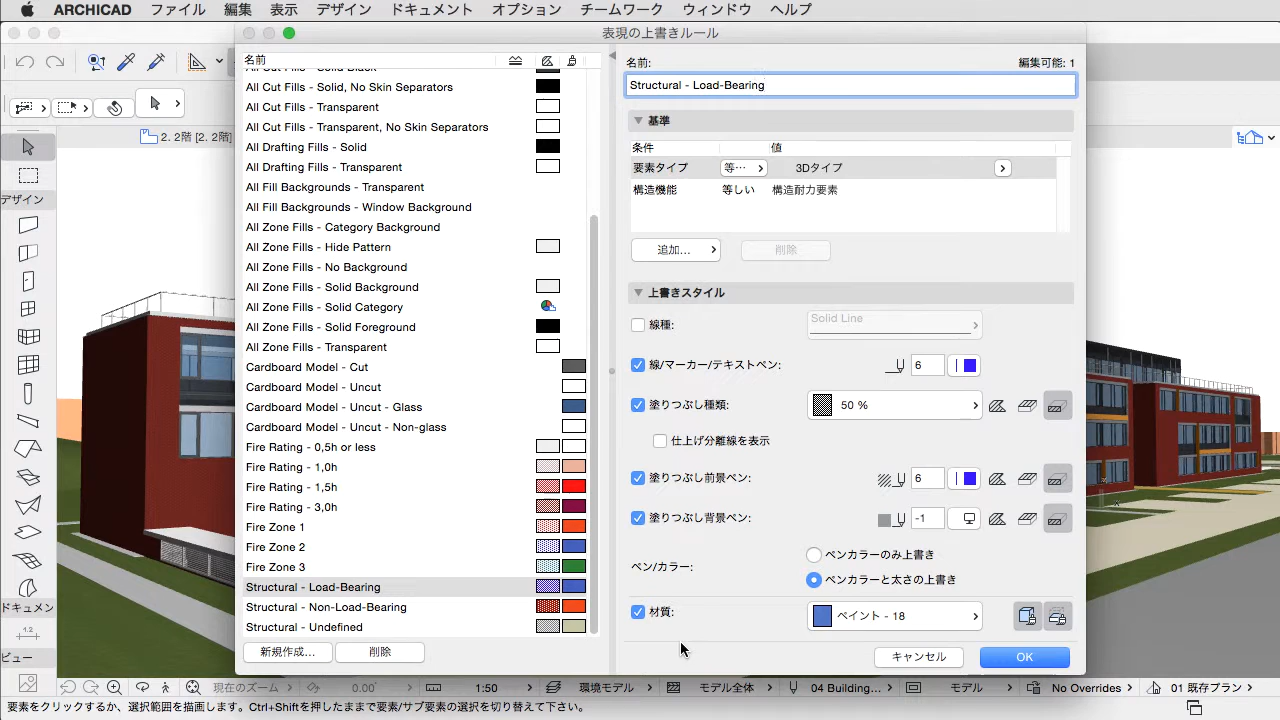 ARCHICAD ファイル 編集 表示 デザイン ドキュメント オプション チームワーク ウィンドウ ヘルプ
表現の上書きルール
名前
All Cut Fills - Solid Black
All Cut Fills - Solid, No Skin Separators
All Cut Fills - Transparent
All Cut Fills - Transparent, No Skin Separators
All Drafting Fills - Solid
All Drafting Fills - Transparent
All Fill Backgrounds - Transparent
All Fill Backgrounds - Window Background
All Zone Fills - Category Background
All Zone Fills - Hide Pattern
All Zone Fills - No Background
All Zone Fills - Solid Background
All Zone Fills - Solid Category
All Zone Fills - Solid Foreground
All Zone Fills - Transparent
Cardboard Model - Cut
Cardboard Model - Uncut
Cardboard Model - Uncut - Glass
Cardboard Model - Uncut - Non-glass
Fire Rating - 0,5h or less
Fire Rating - 1,0h
Fire Rating - 1,5h
Fire Rating - 3,0h
Fire Zone 1
Fire Zone 2
Fire Zone 3
Structural - Load-Bearing
Structural - Non-Load-Bearing
Structural - Undefined
新規作成... 削除
名前: 編集可能: 1
Structural - Load-Bearing
基準
条件 値
要素タイプ 等… 3Dタイプ
構造機能 等しい 構造耐力要素
追加... 削除
上書きスタイル
線種: Solid Line
線/マーカー/テキストペン: 6
塗りつぶし種類: 50 %
仕上げ分離線を表示
塗りつぶし前景ペン: 6
塗りつぶし背景ペン: -1
ペン/カラー: ペンカラーのみ上書き
ペンカラーと太さの上書き
材質: ペイント - 18
キャンセル OK
2. 2階 [2. 2階]
デザイン
ドキュメン
1.2
ビュー
現在のズーム 0.00° 1:50 環境モデル モデル全体 04 Building... モデル No Overrides 01 既存プラン
要素をクリックするか、選択範囲を描画します。Ctrl+Shiftを押したままで要素/サブ要素の選択を切り替えて下さい。